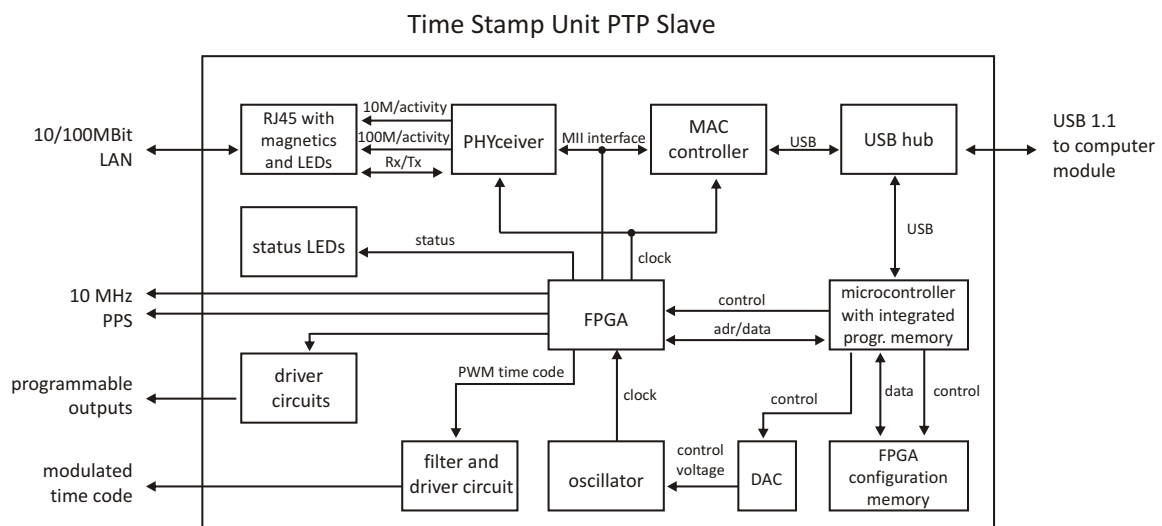 Time Stamp Unit PTP Slave
10/100MBit
LAN
RJ45 with
magnetics
and LEDs
10M/activity
100M/activity
Rx/Tx
PHYceiver
MII interface
MAC
controller
USB
USB hub
USB 1.1
to computer
module
status LEDs
status
clock
USB
10 MHz
PPS
FPGA
control
adr/data
microcontroller
with integrated
progr. memory
programmable
outputs
driver
circuits
PWM time code
clock
control
data
control
modulated
time code
filter and
driver circuit
oscillator
control
voltage
DAC
FPGA
configuration
memory